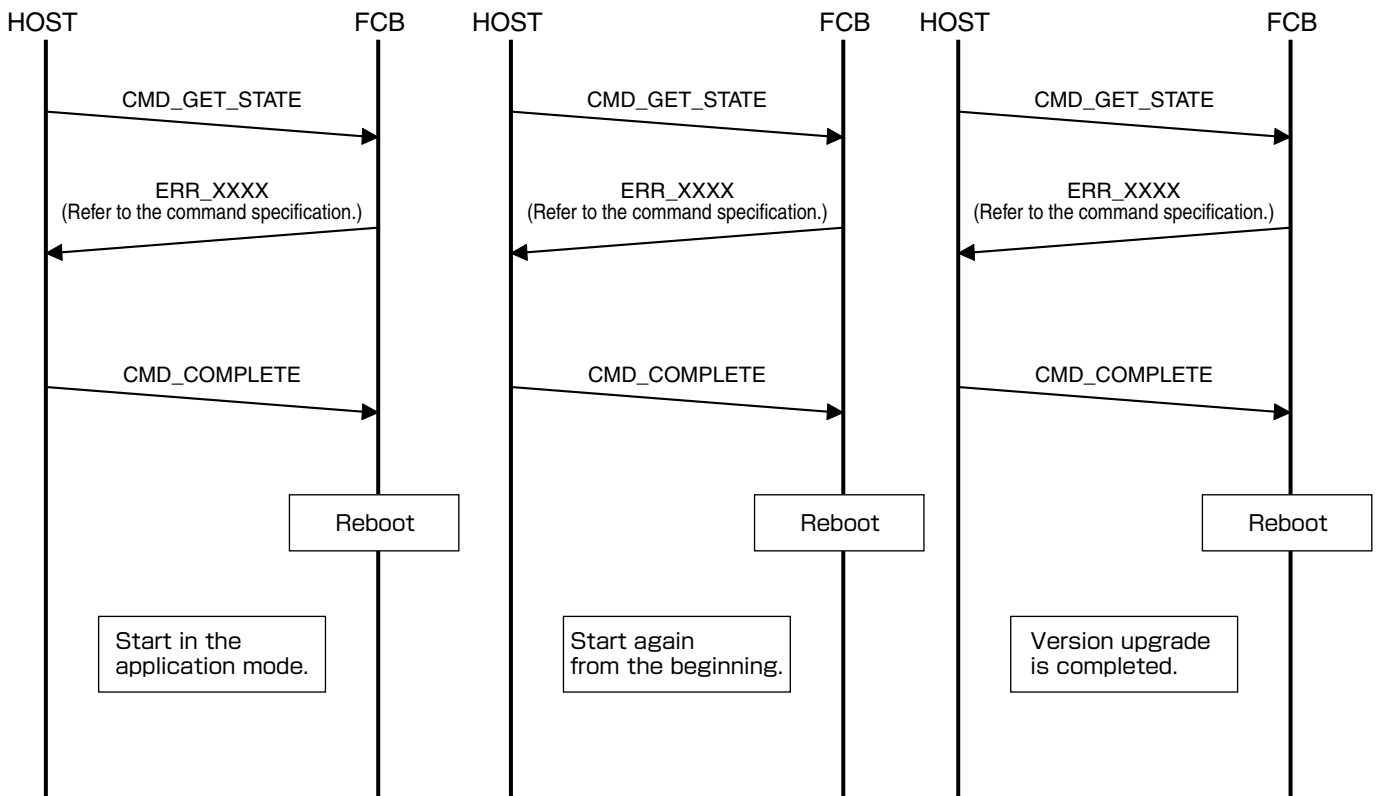 HOST FCB HOST FCB HOST FCB
CMD_GET_STATE CMD_GET_STATE CMD_GET_STATE
ERR_XXXX ERR_XXXX ERR_XXXX
(Refer to the command specification.) (Refer to the command specification.) (Refer to the command specification.)
CMD_COMPLETE CMD_COMPLETE CMD_COMPLETE
Reboot Reboot Reboot
Start in the
application mode.
Start again
from the beginning.
Version upgrade
is completed.